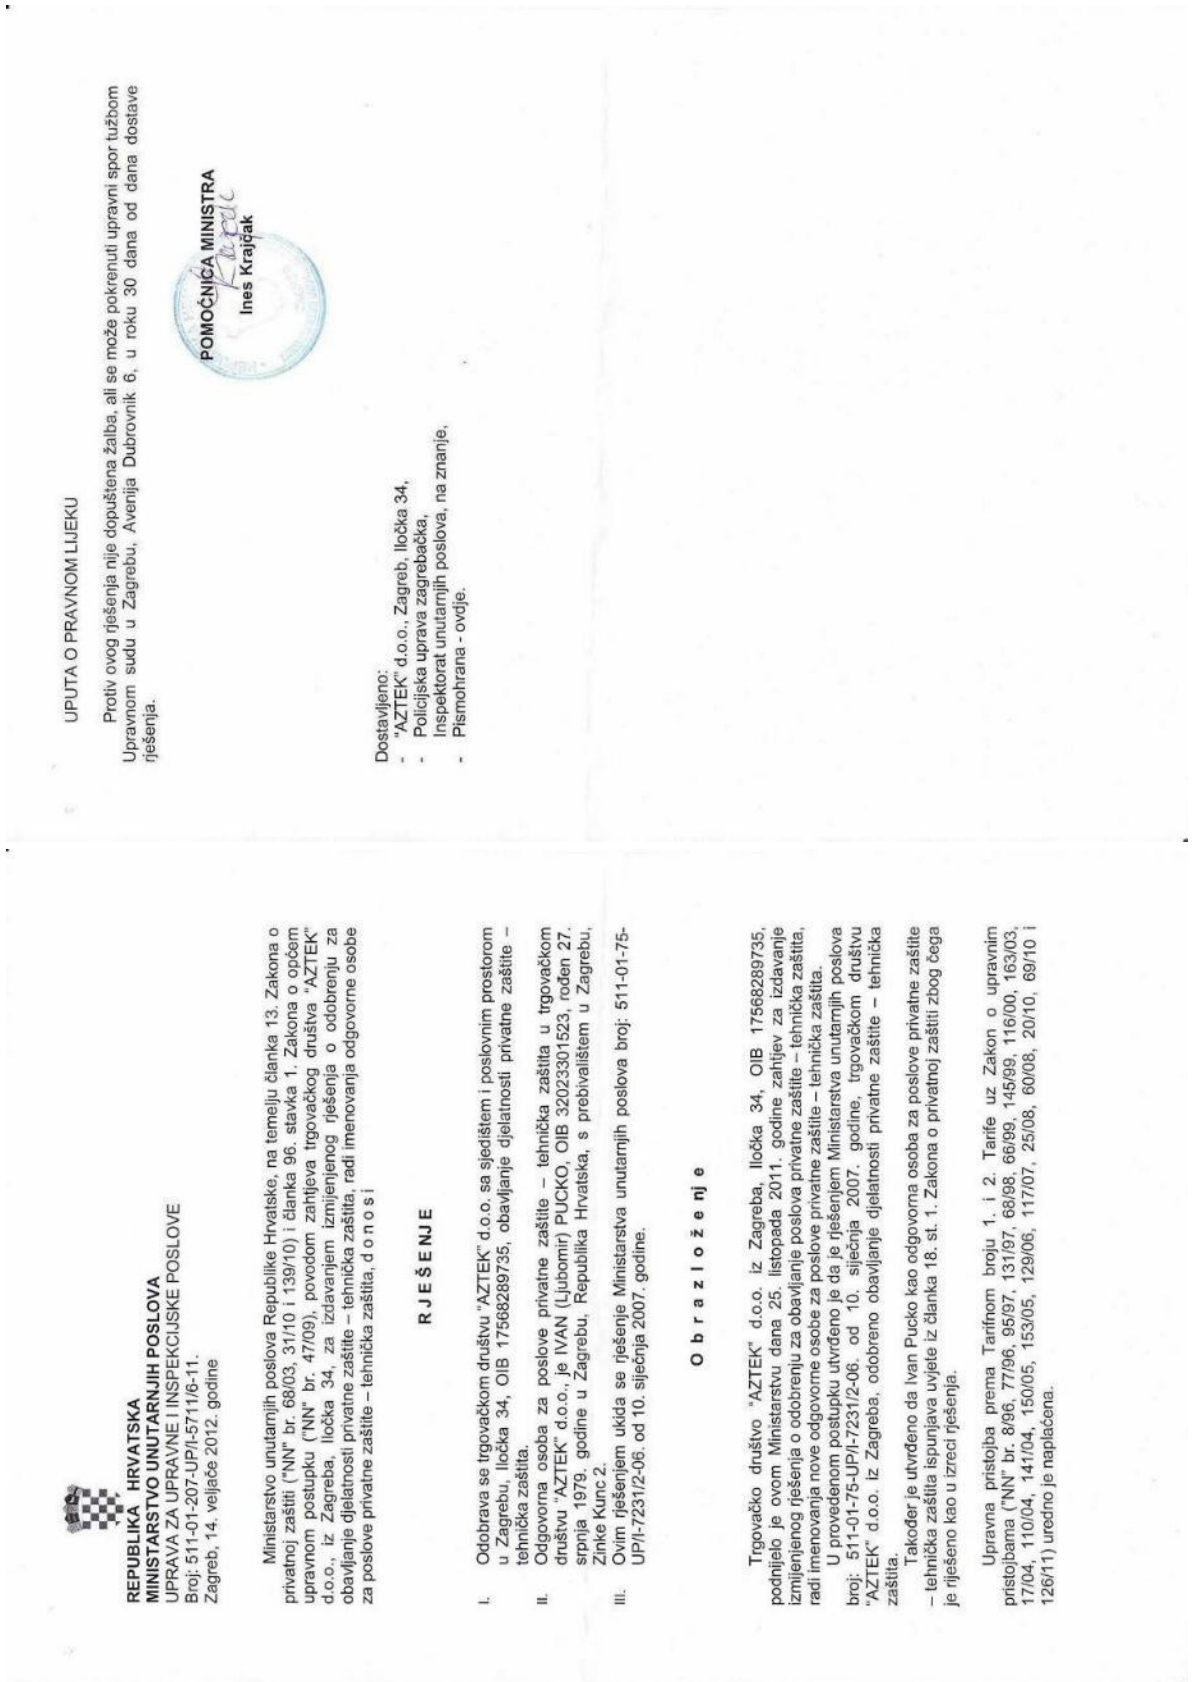 REPUBLIKA HRVATSKA
MINISTARSTVO UNUTARNJIH POSLOVA
UPRAVA ZA UPRAVNE I INSPEKCIJSKE POSLOVE
Broj: 511-01-207-UP/I-5711/6-11.
Zagreb, 14. veljače 2012. godine
Ministarstvo unutarnjih poslova Republike Hrvatske, na temelju članka 13. Zakona o
privatnoj zaštiti ("NN" br. 68/03, 31/10 i 139/10) i članka 96. stavka 1. Zakona o općem
upravnom postupku ("NN" br. 47/09), povodom zahtjeva trgovačkog društva "AZTEK"
d.o.o., iz Zagreba, Iločka 34, za izdavanjem izmijenjenog rješenja o odobrenju za
obavljanje djelatnosti privatne zaštite – tehnička zaštita, radi imenovanja odgovorne osobe
za poslove privatne zaštite – tehnička zaštita, d o n o s i
R J E Š E NJ E
I. Odobrava se trgovačkom društvu "AZTEK" d.o.o. sa sjedištem i poslovnim prostorom
u Zagrebu, Iločka 34, OIB 17568289735, obavljanje djelatnosti privatne zaštite –
tehnička zaštita.
II. Odgovorna osoba za poslove privatne zaštite – tehnička zaštita u trgovačkom
društvu "AZTEK" d.o.o., je IVAN (Ljubomir) PUCKO, OIB 32023301523, rođen 27.
srpnja 1979. godine u Zagrebu, Republika Hrvatska, s prebivalištem u Zagrebu,
Zinke Kunc 2.
III. Ovim rješenjem ukida se rješenje Ministarstva unutarnjih poslova broj: 511-01-75-
UP/I-7231/2-06. od 10. siječnja 2007. godine.
O b r a z l o ž e nj e
Trgovačko društvo "AZTEK" d.o.o. iz Zagreba, Iločka 34, OIB 17568289735,
podnijelo je ovom Ministarstvu dana 25. listopada 2011. godine zahtjev za izdavanje
izmijenjenog rješenja o odobrenju za obavljanje poslova privatne zaštite – tehnička zaštita,
radi imenovanja nove odgovorne osobe za poslove privatne zaštite – tehnička zaštita.
U provedenom postupku utvrđeno je da je rješenjem Ministarstva unutarnjih poslova
broj: 511-01-75-UP/I-7231/2-06. od 10. siječnja 2007. godine, trgovačkom društvu
"AZTEK" d.o.o. iz Zagreba, odobreno obavljanje djelatnosti privatne zaštite – tehnička
zaštita.
Također je utvrđeno da Ivan Pucko kao odgovorna osoba za poslove privatne zaštite
– tehnička zaštita ispunjava uvjete iz članka 18. st. 1. Zakona o privatnoj zaštiti zbog čega
je riješeno kao u izreci rješenja.
Upravna pristojba prema Tarifnom broju 1. i 2. Tarife uz Zakon o upravnim
pristojbama ("NN" br. 8/96, 77/96, 95/97, 131/97, 68/98, 66/99, 145/99, 116/00, 163/03,
17/04, 110/04, 141/04, 150/05, 153/05, 129/06, 117/07, 25/08, 60/08, 20/10, 69/10 i
126/11) uredno je naplaćena.
UPUTA O PRAVNOM LIJEKU
Protiv ovog rješenja nije dopuštena žalba, ali se može pokrenuti upravni spor tužbom
Upravnom sudu u Zagrebu, Avenija Dubrovnik 6, u roku 30 dana od dana dostave
rješenja.
POMOĆNICA MINISTRA
Ines Krajčak
Dostavljeno:
- "AZTEK" d.o.o., Zagreb, Iločka 34,
- Policijska uprava zagrebačka,
Inspektorat unutarnjih poslova, na znanje,
- Pismohrana - ovdje.